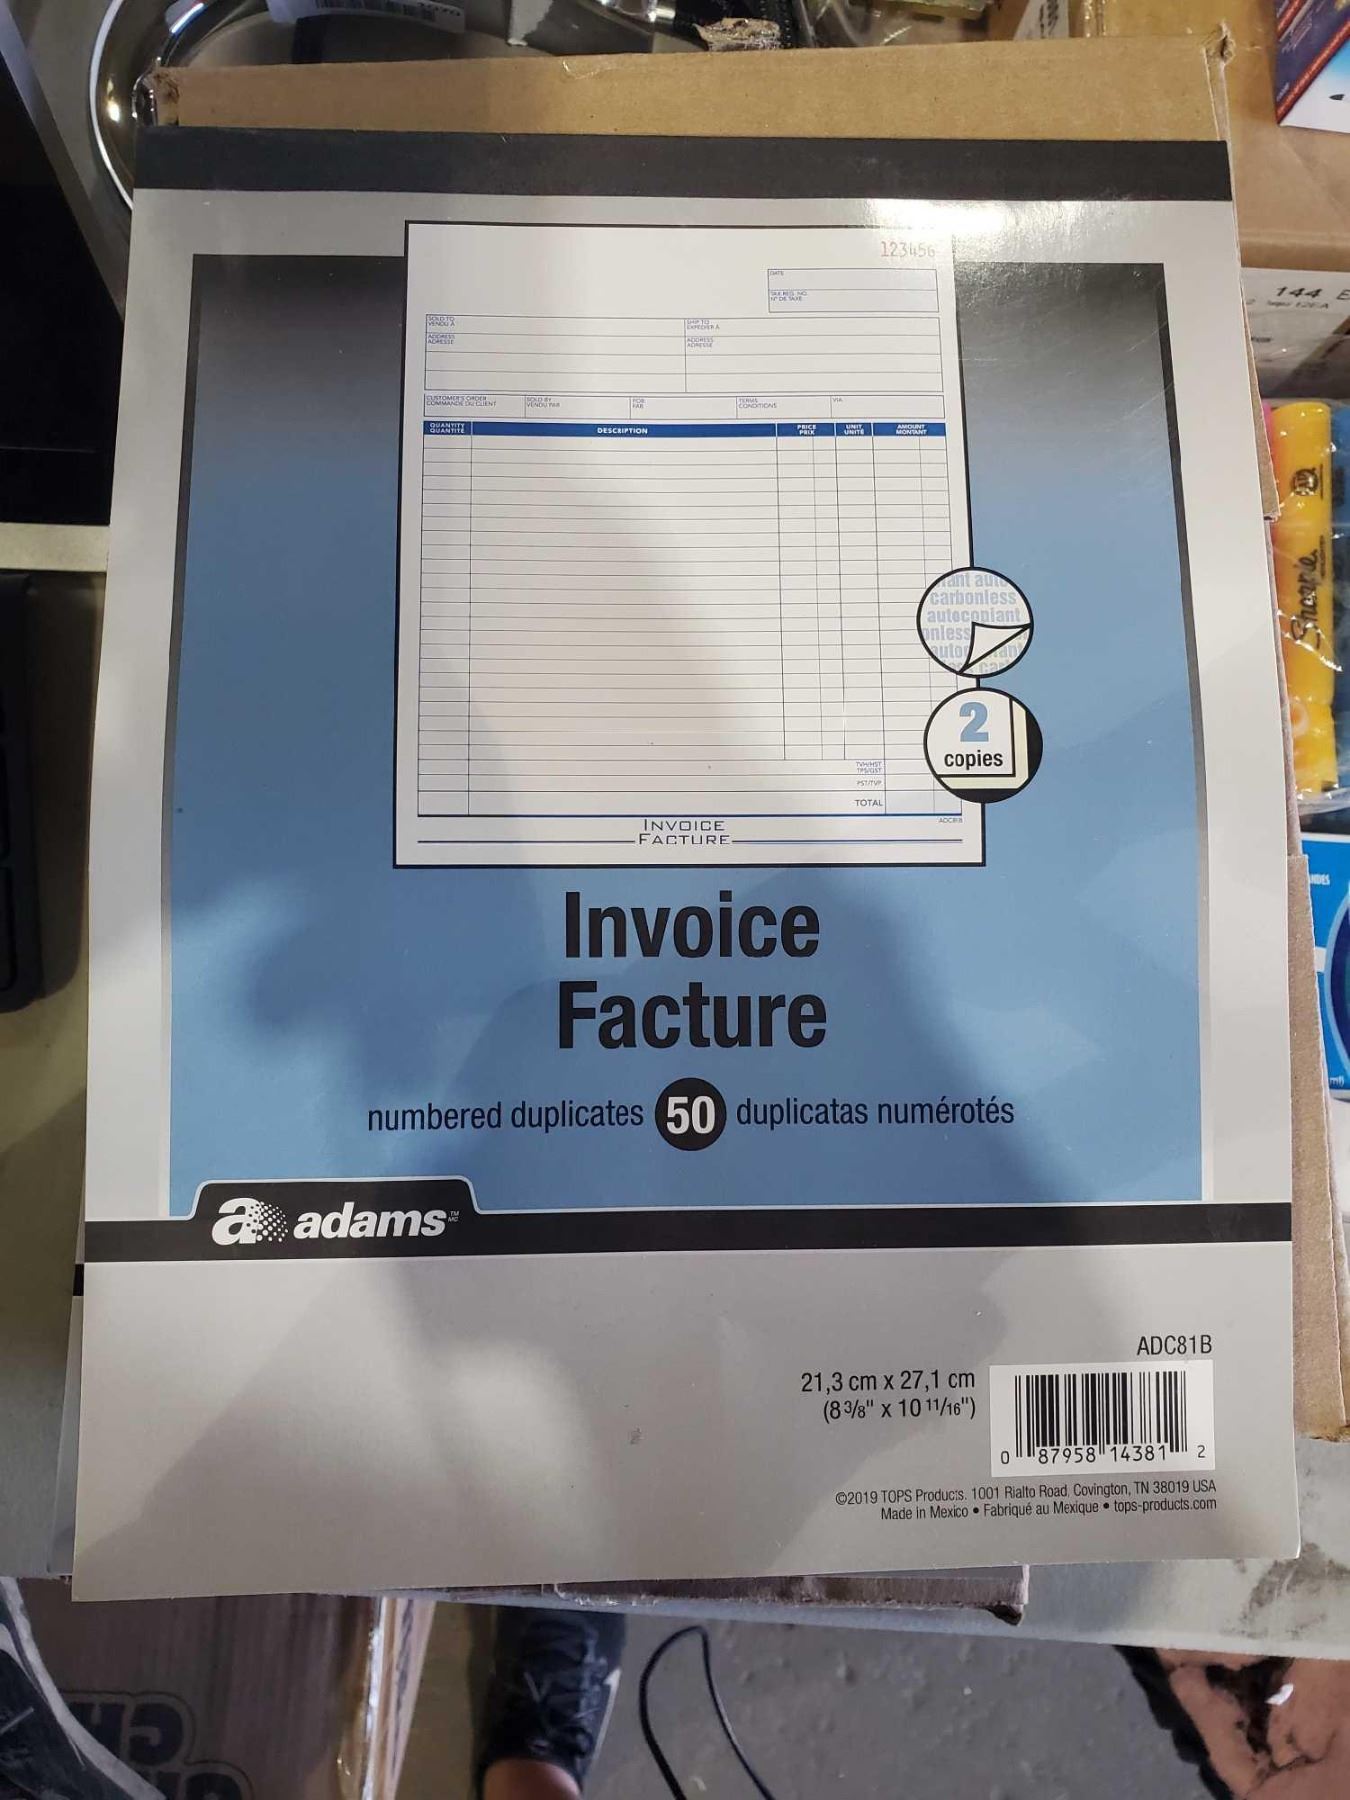 123456
DATE
TAX REG. NO.
N° DE TAXE
SOLD TO
VENDU À
SHIP TO
EXPÉDIER À
ADDRESS
ADRESSE
ADDRESS
ADRESSE
CUSTOMER'S ORDER
COMMANDE DU CLIENT
SOLD BY
VENDU PAR
FOB
FAB
TERMS
CONDITIONS
VIA
QUANTITY
QUANTITÉ
DESCRIPTION
PRICE
PRIX
UNIT
UNITÉ
AMOUNT
MONTANT
carbonless
autocopiant
2
copies
TVH/HST
TPS/GST
PST/TVP
TOTAL
ADC81B
INVOICE
FACTURE
Invoice
Facture
numbered duplicates 50 duplicatas numérotés
a adams TM MC
ADC81B
21,3 cm x 27,1 cm
(8 3/8" x 10 11/16")
0 87958 14381 2
©2019 TOPS Products. 1001 Rialto Road, Covington, TN 38019 USA
Made in Mexico • Fabriqué au Mexique • tops-products.com
144
Sharpie